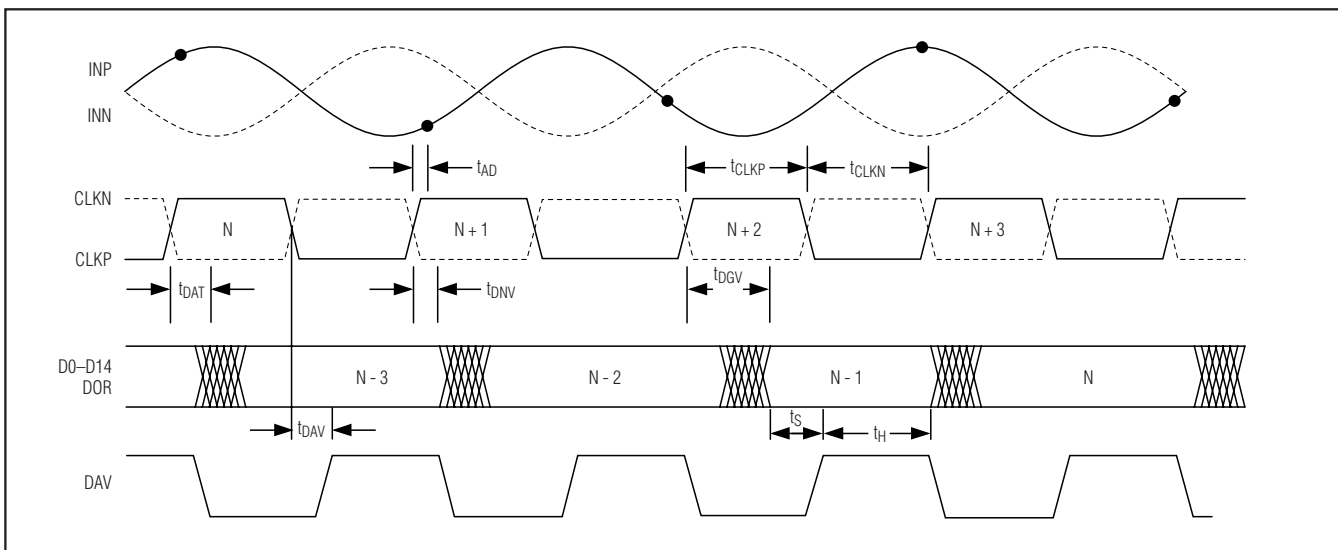 INP
INN
tAD
tCLKP
tCLKN
CLKN
N
N + 1
N + 2
N + 3
CLKP
tDAT
tDNV
tDGV
D0–D14
DOR
N - 3
N - 2
N - 1
N
tDAV
tS
tH
DAV